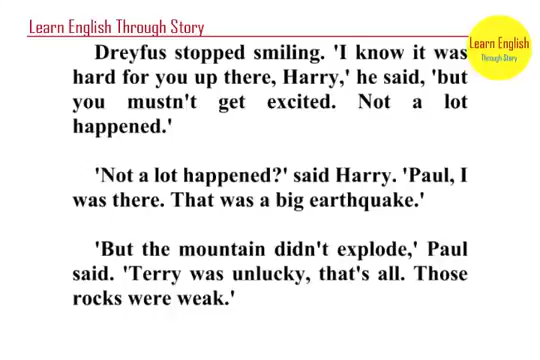 Learn English Through Story
Learn English
Through Story
Dreyfus stopped smiling. 'I know it was
hard for you up there, Harry,' he said, 'but
you mustn't get excited. Not a lot
happened.'
'Not a lot happened?' said Harry. 'Paul, I
was there. That was a big earthquake.'
'But the mountain didn't explode,' Paul
said. 'Terry was unlucky, that's all. Those
rocks were weak.'